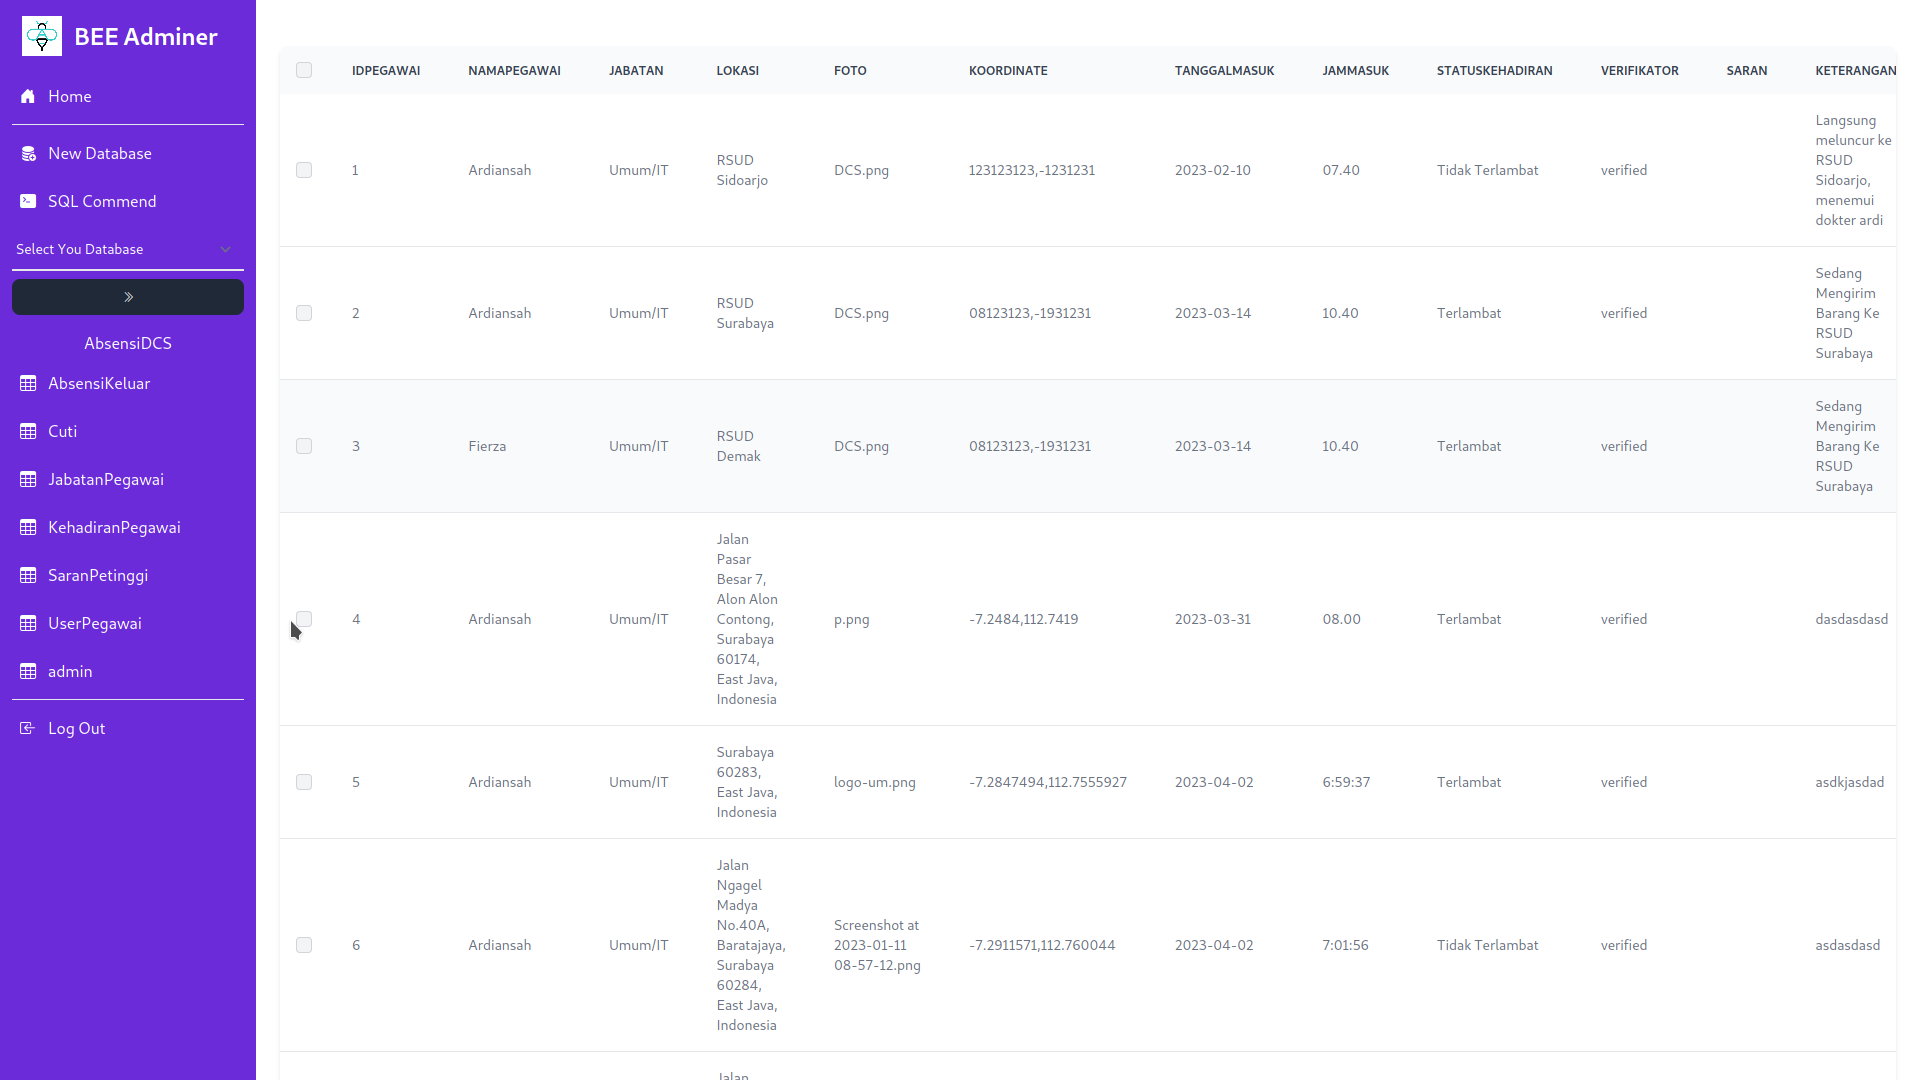 BEE Adminer
Home
New Database
SQL Commend
Select You Database
AbsensiDCS
AbsensiKeluar
Cuti
JabatanPegawai
KehadiranPegawai
SaranPetinggi
UserPegawai
admin
Log Out
IDPEGAWAI NAMAPEGAWAI JABATAN LOKASI FOTO KOORDINATE TANGGALMASUK JAMMASUK STATUSKEHADIRAN VERIFIKATOR SARAN KETERANGAN
1 Ardiansah Umum/IT
RSUD
Sidoarjo
DCS.png 123123123,-1231231 2023-02-10 07.40 Tidak Terlambat verified
Langsung
meluncur ke
RSUD
Sidoarjo,
menemui
dokter ardi
2 Ardiansah Umum/IT
RSUD
Surabaya
DCS.png 08123123,-1931231 2023-03-14 10.40 Terlambat verified
Sedang
Mengirim
Barang Ke
RSUD
Surabaya
3 Fierza Umum/IT
RSUD
Demak
DCS.png 08123123,-1931231 2023-03-14 10.40 Terlambat verified
Sedang
Mengirim
Barang Ke
RSUD
Surabaya
4 Ardiansah Umum/IT
Jalan
Pasar
Besar 7,
Alon Alon
Contong,
Surabaya
60174,
East Java,
Indonesia
p.png -7.2484,112.7419 2023-03-31 08.00 Terlambat verified dasdasdasd
5 Ardiansah Umum/IT
Surabaya
60283,
East Java,
Indonesia
logo-um.png -7.2847494,112.7555927 2023-04-02 6:59:37 Terlambat verified asdkjasdad
6 Ardiansah Umum/IT
Jalan
Ngagel
Madya
No.40A,
Baratajaya,
Surabaya
60284,
East Java,
Indonesia
Screenshot at
2023-01-11
08-57-12.png
-7.2911571,112.760044 2023-04-02 7:01:56 Tidak Terlambat verified asdasdasd
Jalan